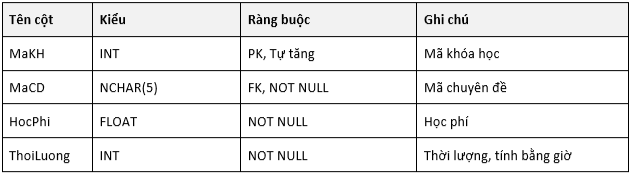 Tên cột Kiểu Ràng buộc Ghi chú
MaKH INT PK, Tự tăng Mã khóa học
MaCD NCHAR(5) FK, NOT NULL Mã chuyên đề
HocPhi FLOAT NOT NULL Học phí
ThoiLuong INT NOT NULL Thời lượng, tính bằng giờ